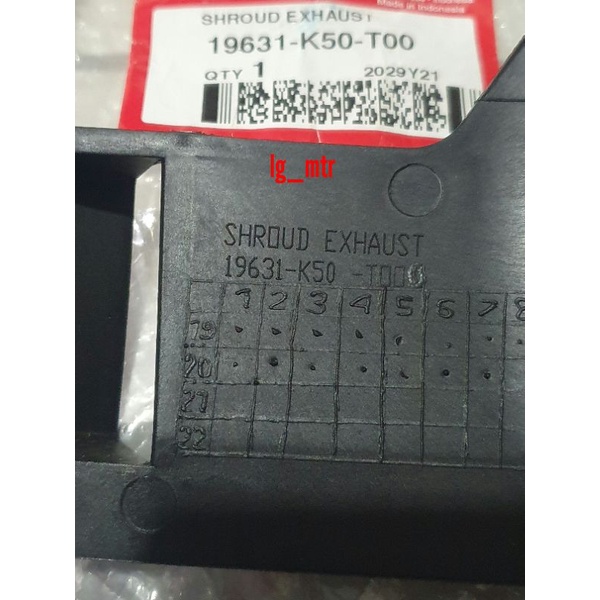 Made in Indonesia
SHROUD EXHAUST
19631-K50-T00
QTY 1 2029Y21
lg_mtr
SHROUD EXHAUST
19631-K50 -T000
1 2 3 4 5 6 7 8
19
20
21
22